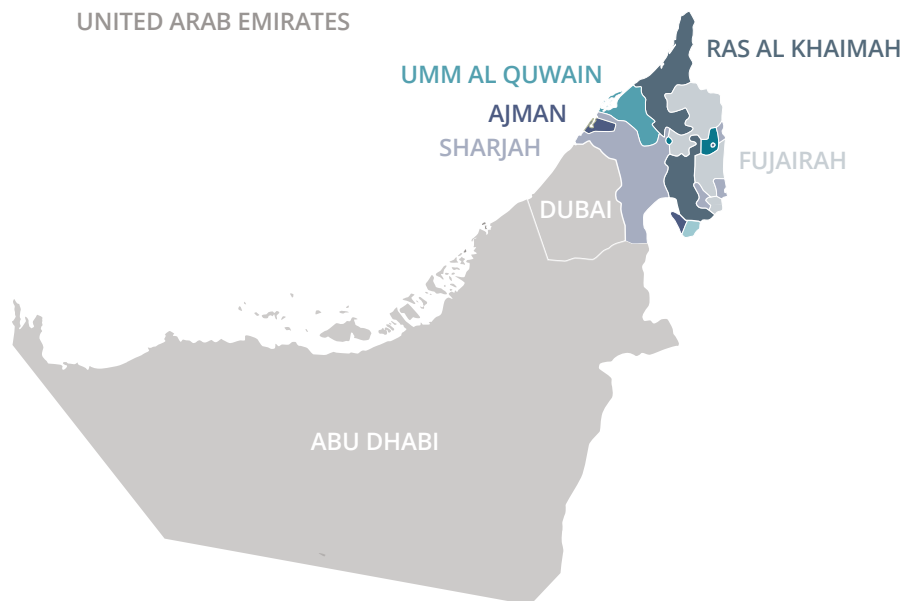 UNITED ARAB EMIRATES
RAS AL KHAIMAH
UMM AL QUWAIN
AJMAN
SHARJAH
FUJAIRAH
DUBAI
ABU DHABI